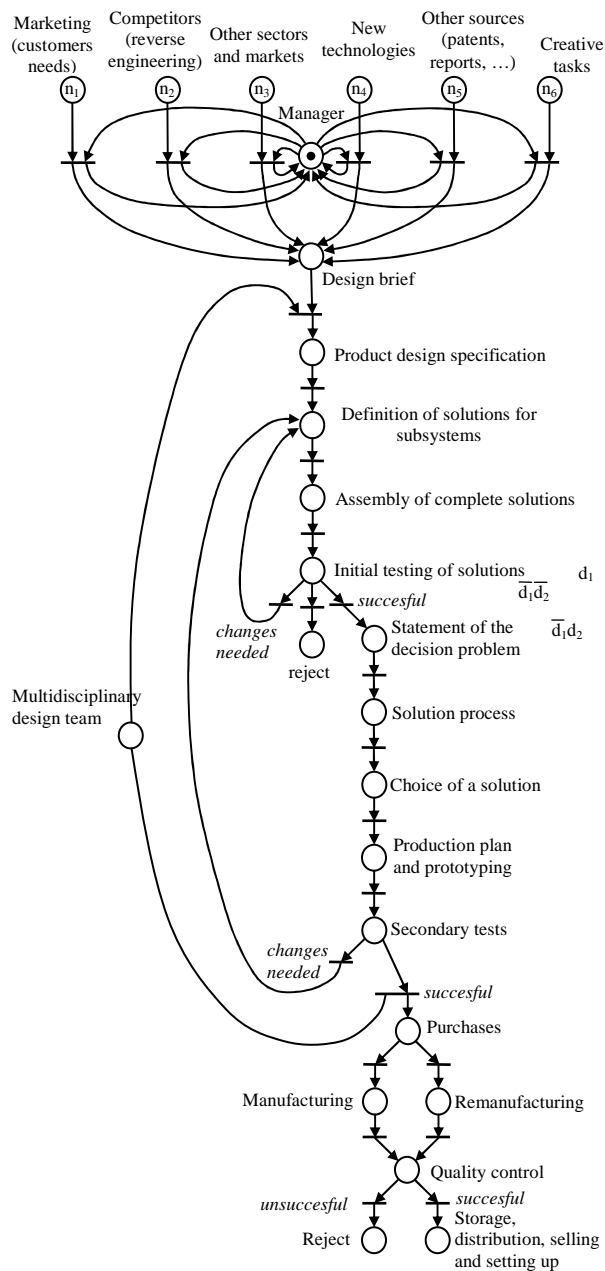 Marketing
(customers
needs)
Competitors
(reverse
engineering)
Other sectors
and markets
New
technologies
Other sources
(patents,
reports, …)
Creative
tasks
n₁
n₂
n₃
n₄
n₅
n₆
Manager
Design brief
Product design specification
Definition of solutions for
subsystems
Assembly of complete solutions
Initial testing of solutions
d̅₁d̅₂
d₁
succesful
changes
needed
reject
Statement of the
decision problem
d̅₁d₂
Multidisciplinary
design team
Solution process
Choice of a solution
Production plan
and prototyping
Secondary tests
changes
needed
succesful
Purchases
Manufacturing
Remanufacturing
Quality control
unsuccesful
succesful
Reject
Storage,
distribution, selling
and setting up